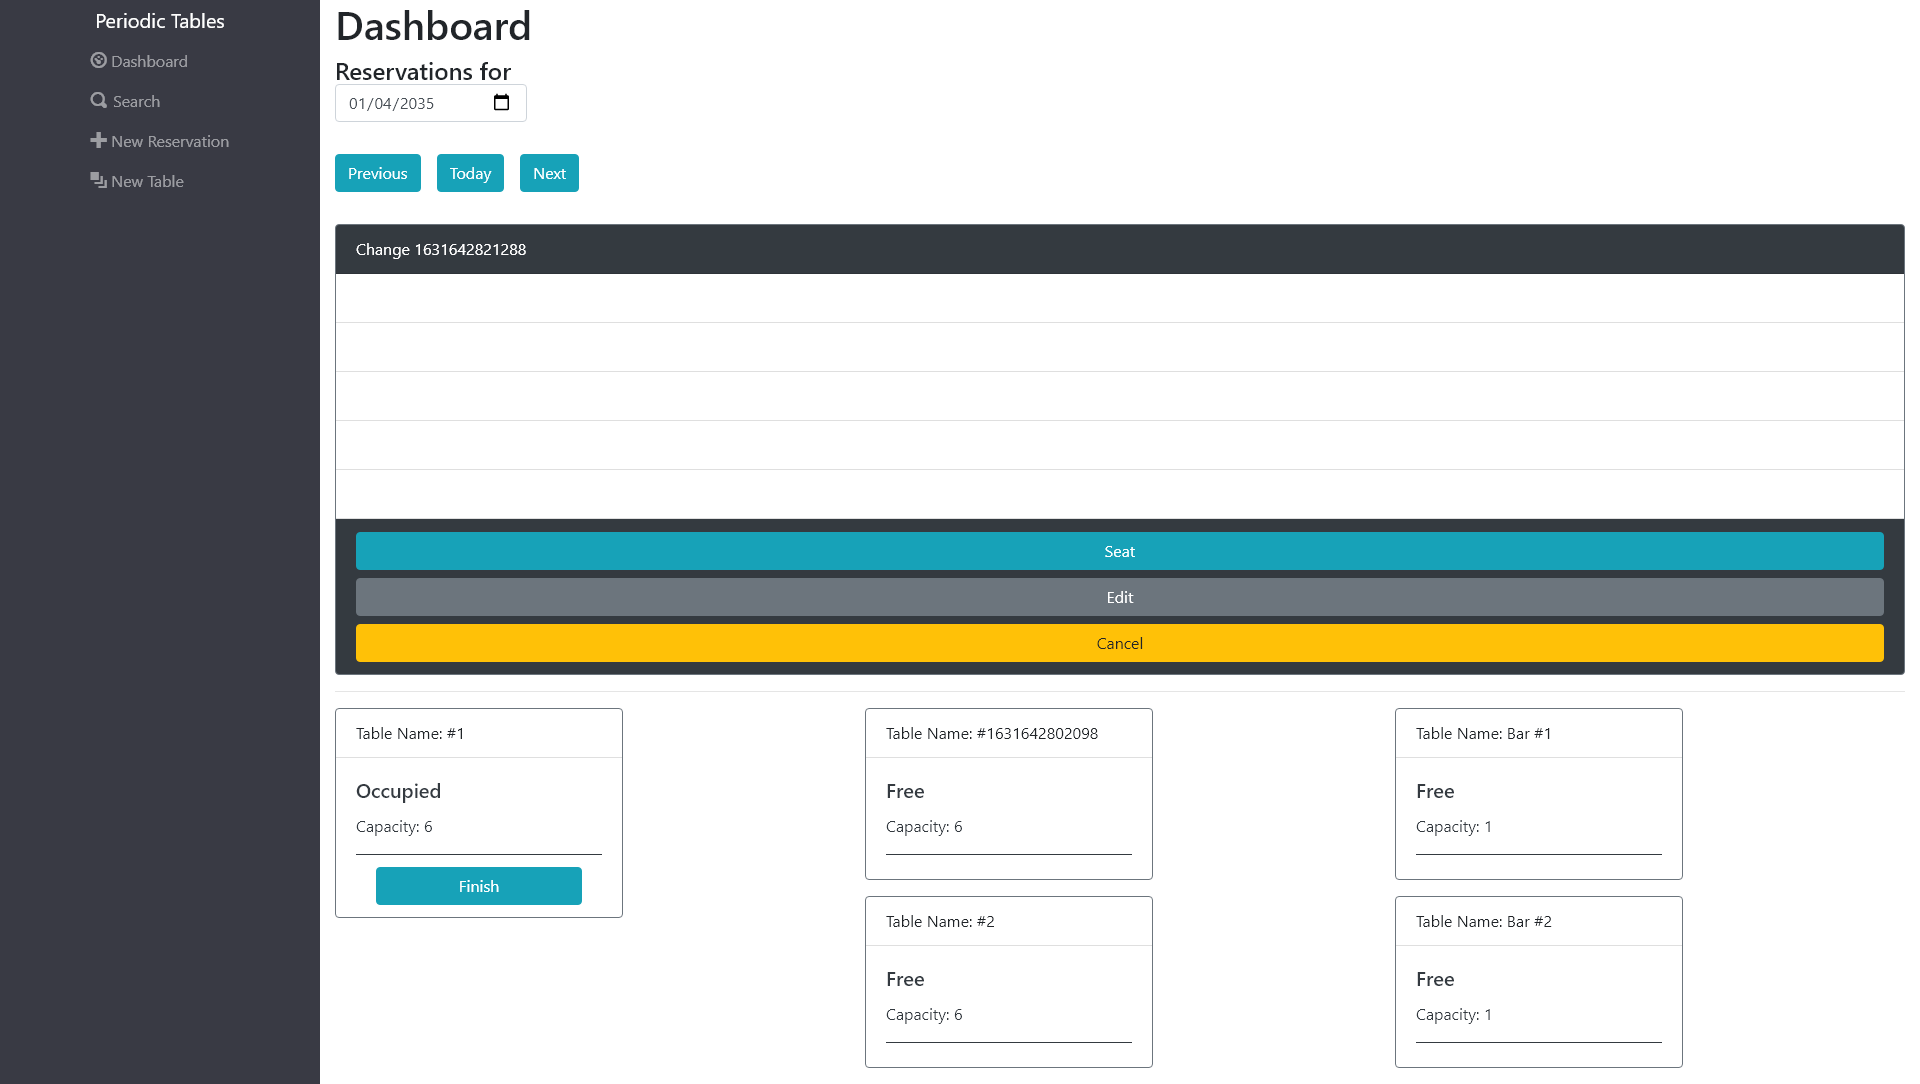 Periodic Tables
Dashboard
Search
New Reservation
New Table
Dashboard
Reservations for
01/04/2035
Previous
Today
Next
Change 1631642821288
Seat
Edit
Cancel
Table Name: #1
Occupied
Capacity: 6
Finish
Table Name: #1631642802098
Free
Capacity: 6
Table Name: #2
Free
Capacity: 6
Table Name: Bar #1
Free
Capacity: 1
Table Name: Bar #2
Free
Capacity: 1